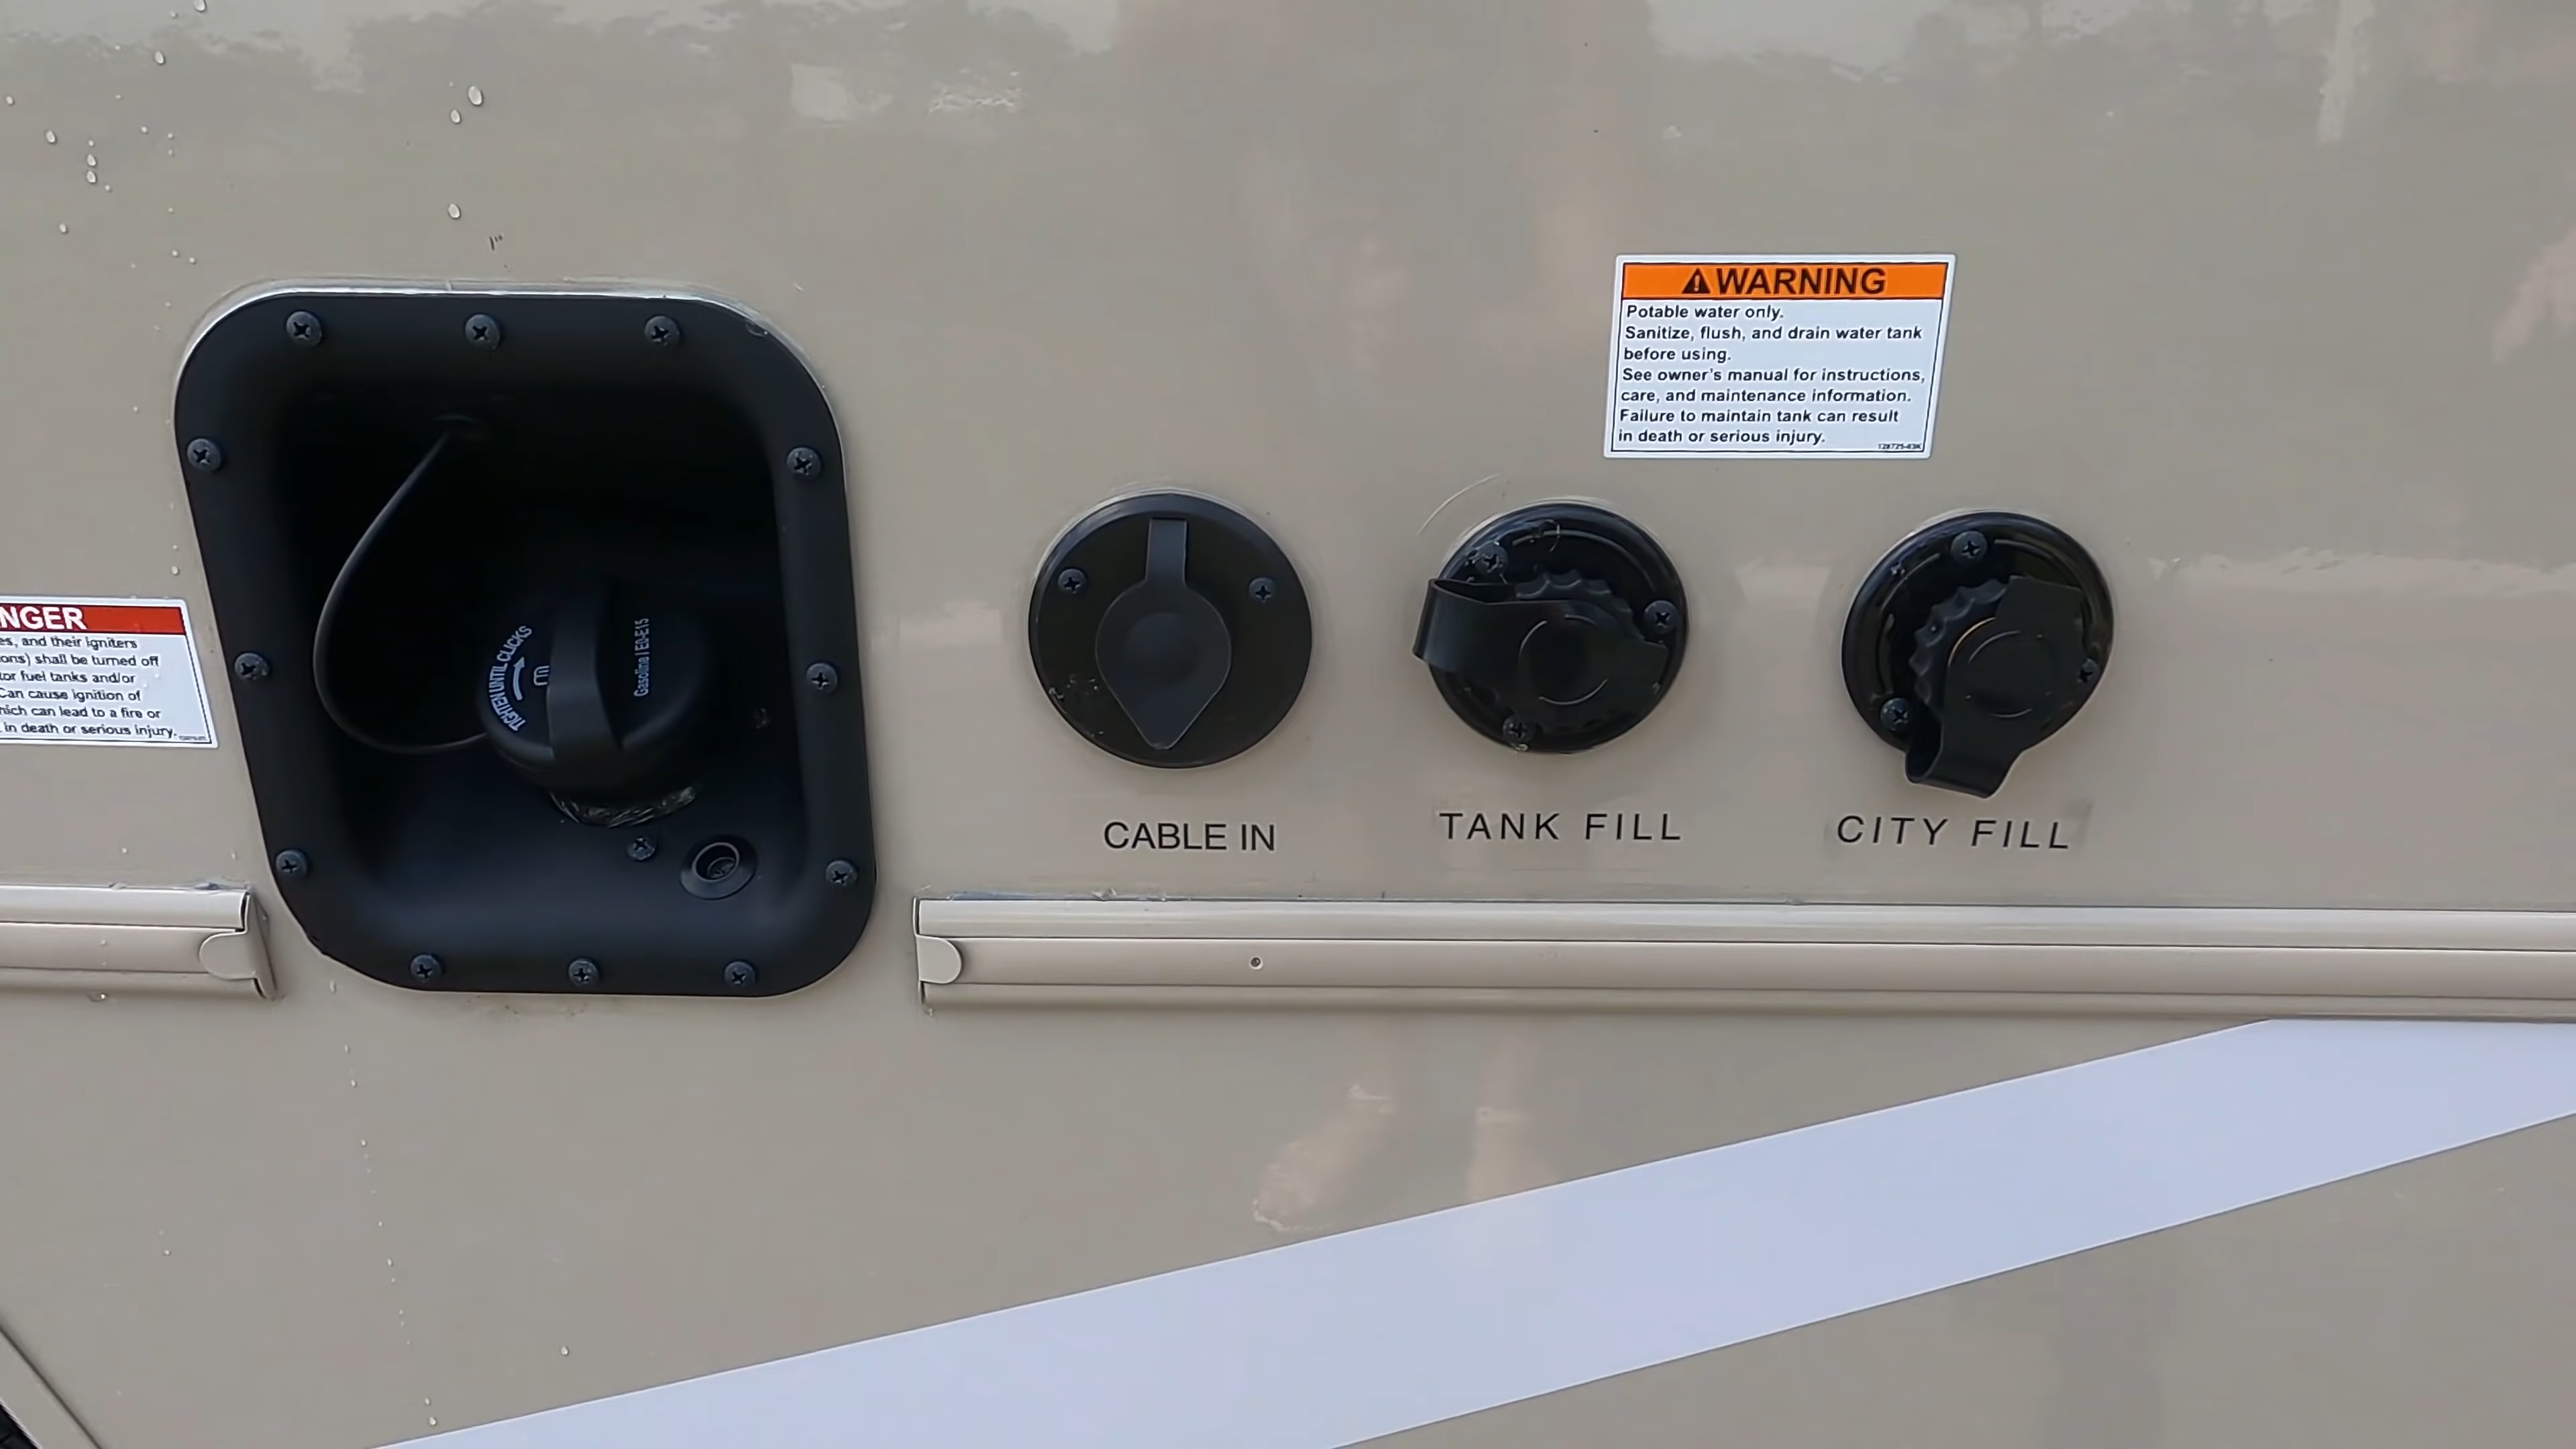 WARNING
Potable water only.
Sanitize, flush, and drain water tank
before using.
See owner's manual for instructions,
care, and maintenance information.
Failure to maintain tank can result
in death or serious injury.
NGER
es, and their igniters
ons) shall be turned off
tor fuel tanks and/or
Can cause ignition of
hich can lead to a fire or
in death or serious injury.
TIGHTEN UNTIL CLICKS
Gasoline / E0-E15
CABLE IN
TANK FILL
CITY FILL